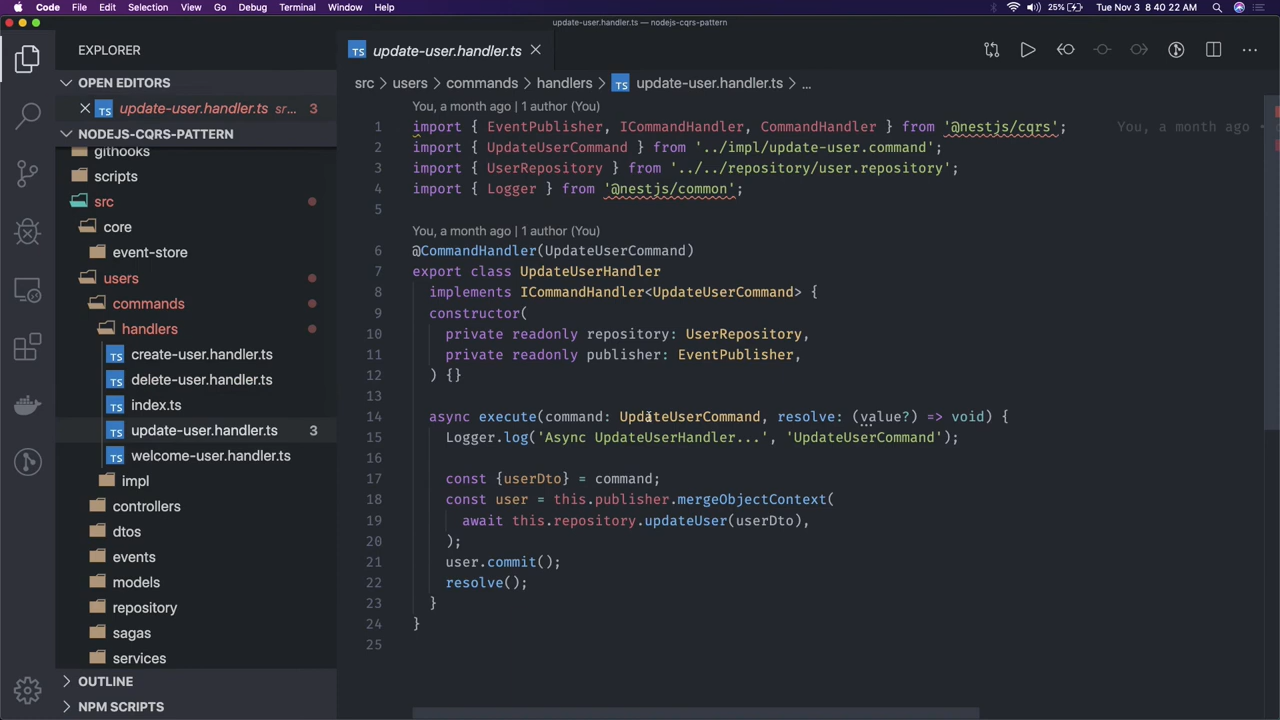 Code File Edit Selection View Go Debug Terminal Window Help 25% Tue Nov 3 8 40 22 AM
update-user.handler.ts — nodejs-cqrs-pattern
EXPLORER
OPEN EDITORS
TS update-user.handler.ts sr... 3
NODEJS-CQRS-PATTERN
githooks
scripts
src
core
event-store
users
commands
handlers
TS create-user.handler.ts
TS delete-user.handler.ts
TS index.ts
TS update-user.handler.ts 3
TS welcome-user.handler.ts
impl
controllers
dtos
events
models
repository
sagas
services
OUTLINE
NPM SCRIPTS
TS update-user.handler.ts
src > users > commands > handlers > TS update-user.handler.ts > ...
You, a month ago | 1 author (You)
1 import { EventPublisher, ICommandHandler, CommandHandler } from '@nestjs/cqrs'; You, a month ago
2 import { UpdateUserCommand } from '../impl/update-user.command';
3 import { UserRepository } from '../../repository/user.repository';
4 import { Logger } from '@nestjs/common';
5
You, a month ago | 1 author (You)
6 @CommandHandler(UpdateUserCommand)
7 export class UpdateUserHandler
8 implements ICommandHandler<UpdateUserCommand> {
9 constructor(
10 private readonly repository: UserRepository,
11 private readonly publisher: EventPublisher,
12 ) {}
13
14 async execute(command: UpdateUserCommand, resolve: (value?) => void) {
15 Logger.log('Async UpdateUserHandler...', 'UpdateUserCommand');
16
17 const {userDto} = command;
18 const user = this.publisher.mergeObjectContext(
19 await this.repository.updateUser(userDto),
20 );
21 user.commit();
22 resolve();
23 }
24 }
25